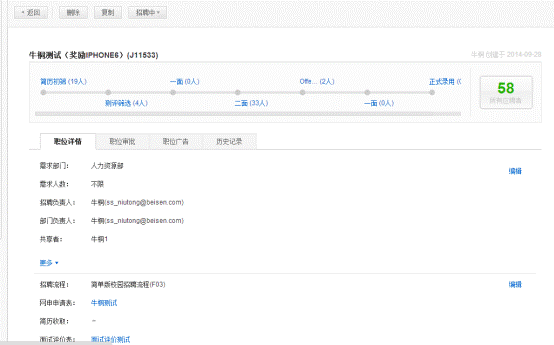 返回 删除 复制 招聘中
牛桐测试（奖励IPHONE6）(J11533) 牛桐 创建于 2014-09-28
简历初筛 (19人) 一面 (0人) Offe... (2人) 正式录用 (0
测评筛选 (4人) 二面 (33人) 一面 (0人)
58
所有应聘者
职位详情 职位审批 职位广告 历史记录
需求部门： 人力资源部 编辑
需求人数： 不限
招聘负责人： 牛桐(ss_niutong@beisen.com)
部门负责人： 牛桐(ss_niutong@beisen.com)
共享者： 牛桐1
更多
招聘流程： 简单版校园招聘流程(F03) 编辑
网申申请表： 牛桐测试
简历收取： -
面试评价表： 面试评价测试